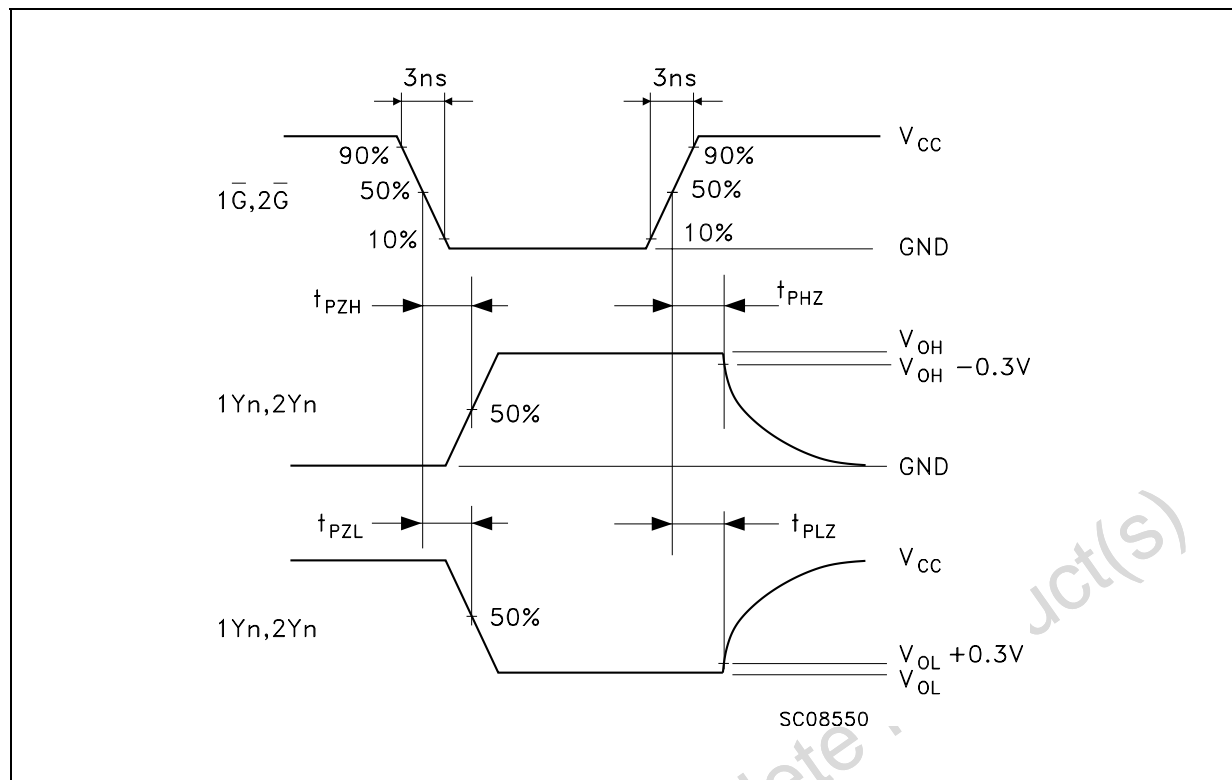 3ns 3ns
90% 90% V_CC
1G̅,2G̅ 50% 50%
10% 10% GND
t_PZH t_PHZ
V_OH
V_OH −0.3V
1Yn,2Yn 50%
GND
t_PZL t_PLZ
V_CC
1Yn,2Yn 50%
V_OL +0.3V
V_OL
SC08550